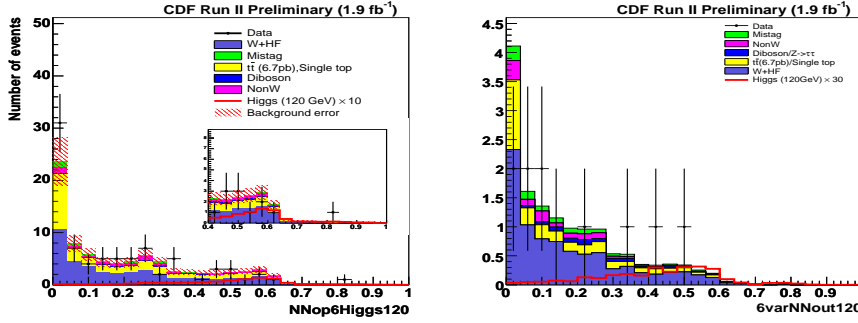 CDF Run II Preliminary (1.9 fb⁻¹)
Number of events
50
40
30
20
10
0
Data
W+HF
Mistag
tt̄ (6.7pb),Single top
Diboson
NonW
Higgs (120 GeV) × 10
Background error
0.4 0.5 0.6 0.7 0.8 0.9 1
0 0.1 0.2 0.3 0.4 0.5 0.6 0.7 0.8 0.9 1
NNop6Higgs120
CDF Run II Preliminary (1.9 fb⁻¹)
4.5
4
3.5
3
2.5
2
1.5
1
0.5
0
Data
Mistag
NonW
Diboson/Z->ττ
tt̄(6.7pb)/Single top
W+HF
Higgs (120GeV) × 30
0 0.1 0.2 0.3 0.4 0.5 0.6 0.7 0.8 0.9
6varNNout120